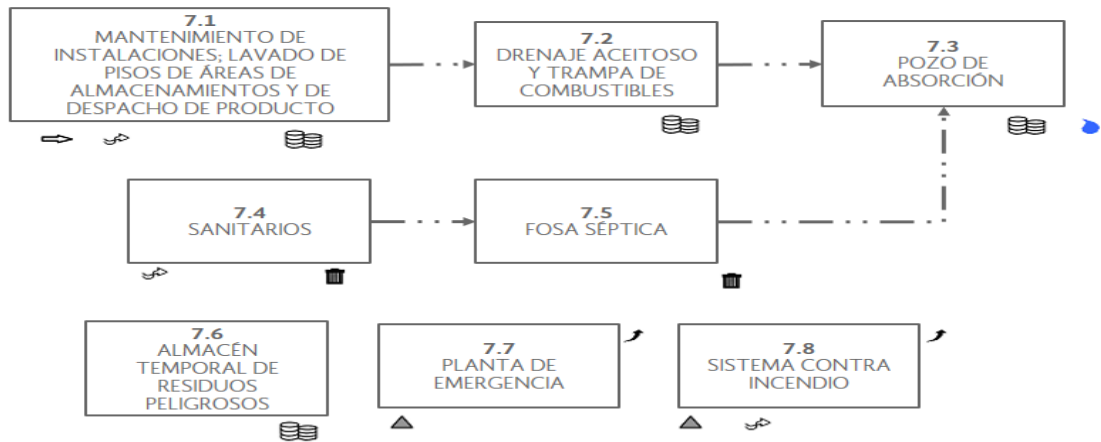 7.1
MANTENIMIENTO DE
INSTALACIONES; LAVADO DE
PISOS DE ÁREAS DE
ALMACENAMIENTOS Y DE
DESPACHO DE PRODUCTO
7.2
DRENAJE ACEITOSO
Y TRAMPA DE
COMBUSTIBLES
7.3
POZO DE
ABSORCIÓN
7.4
SANITARIOS
7.5
FOSA SÉPTICA
7.6
ALMACÉN
TEMPORAL DE
RESIDUOS
PELIGROSOS
7.7
PLANTA DE
EMERGENCIA
7.8
SISTEMA CONTRA
INCENDIO